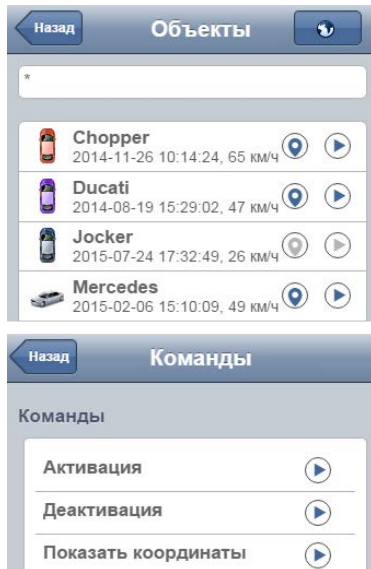 Назад Объекты
*
Chopper
2014-11-26 10:14:24, 65 км/ч
Ducati
2014-08-19 15:29:02, 47 км/ч
Jocker
2015-07-24 17:32:49, 26 км/ч
Mercedes
2015-02-06 15:10:09, 49 км/ч
Назад Команды
Команды
Активация
Деактивация
Показать координаты